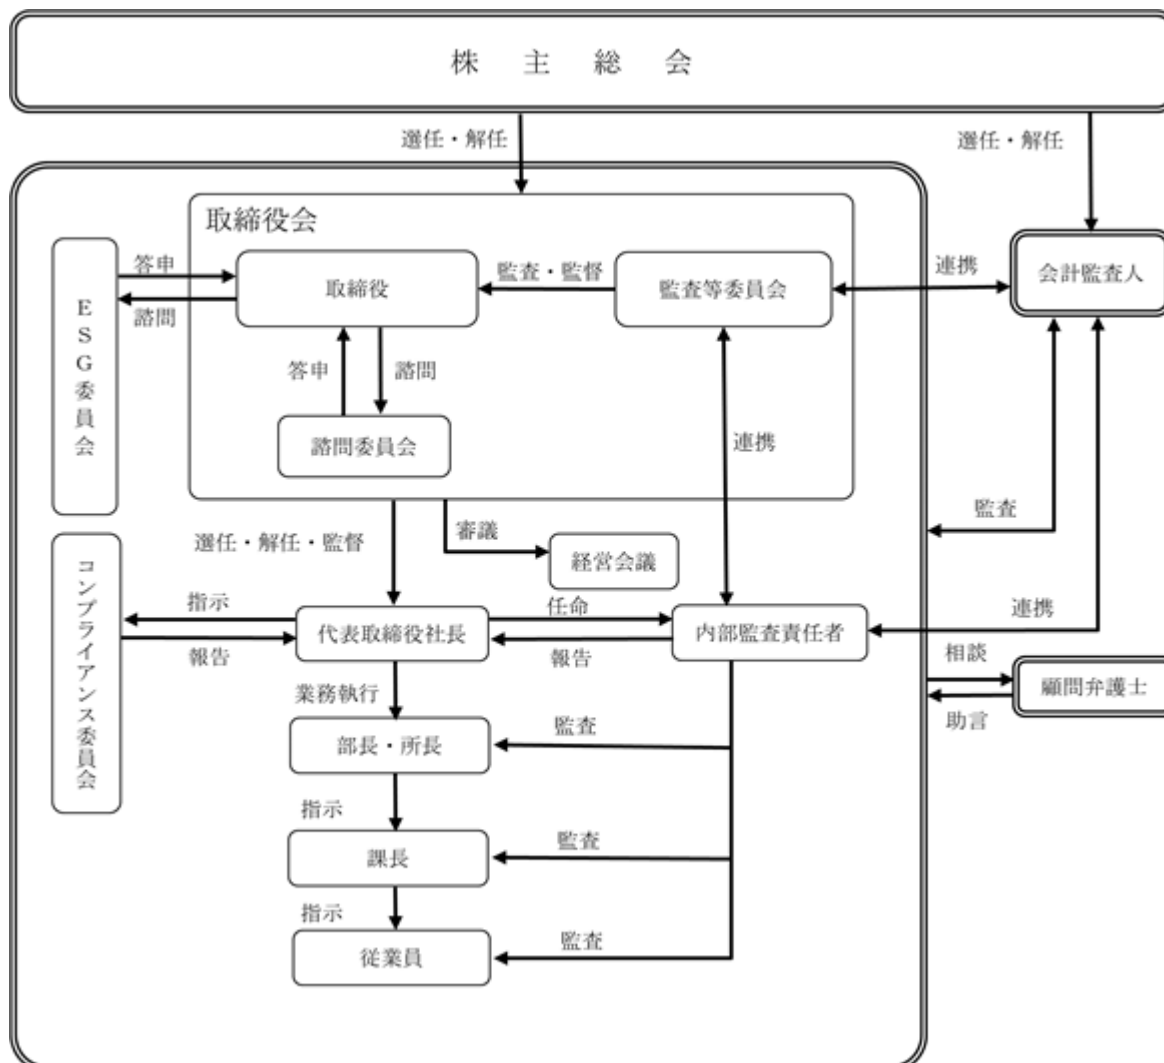 株主総会
選任・解任
選任・解任
取締役会
ESG委員会
答申
諮問
取締役
監査・監督
監査等委員会
連携
会計監査人
答申
諮問
諮問委員会
連携
監査
選任・解任・監督
審議
経営会議
コンプライアンス委員会
指示
報告
代表取締役社長
任命
報告
内部監査責任者
連携
相談
助言
顧問弁護士
業務執行
部長・所長
監査
指示
課長
監査
指示
従業員
監査